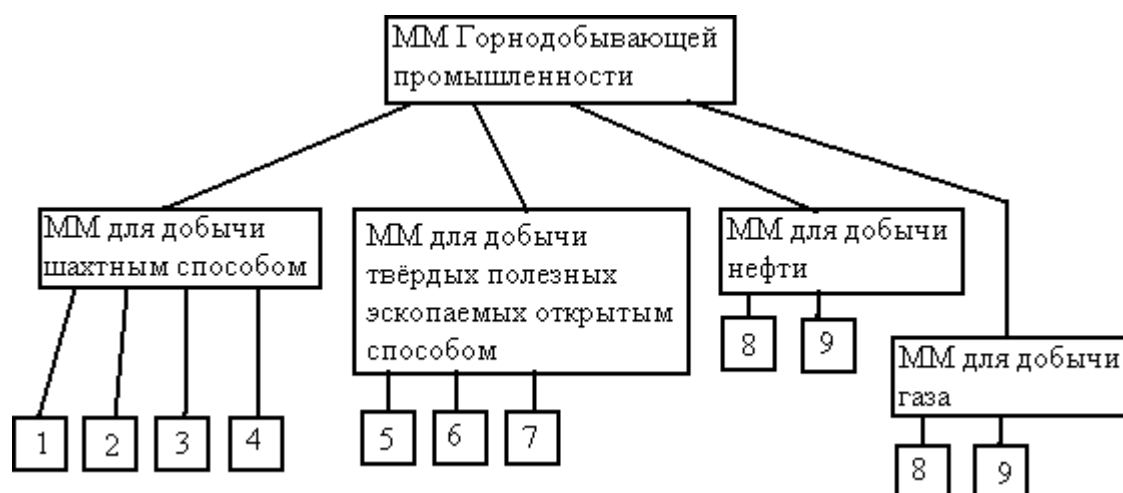 ММ Горнодобывающей
промышленности
ММ для добычи
шахтным способом
ММ для добычи
твёрдых полезных
эскопаемых открытым
способом
ММ для добычи
нефти
ММ для добычи
газа
1
2
3
4
5
6
7
8
9
8
9